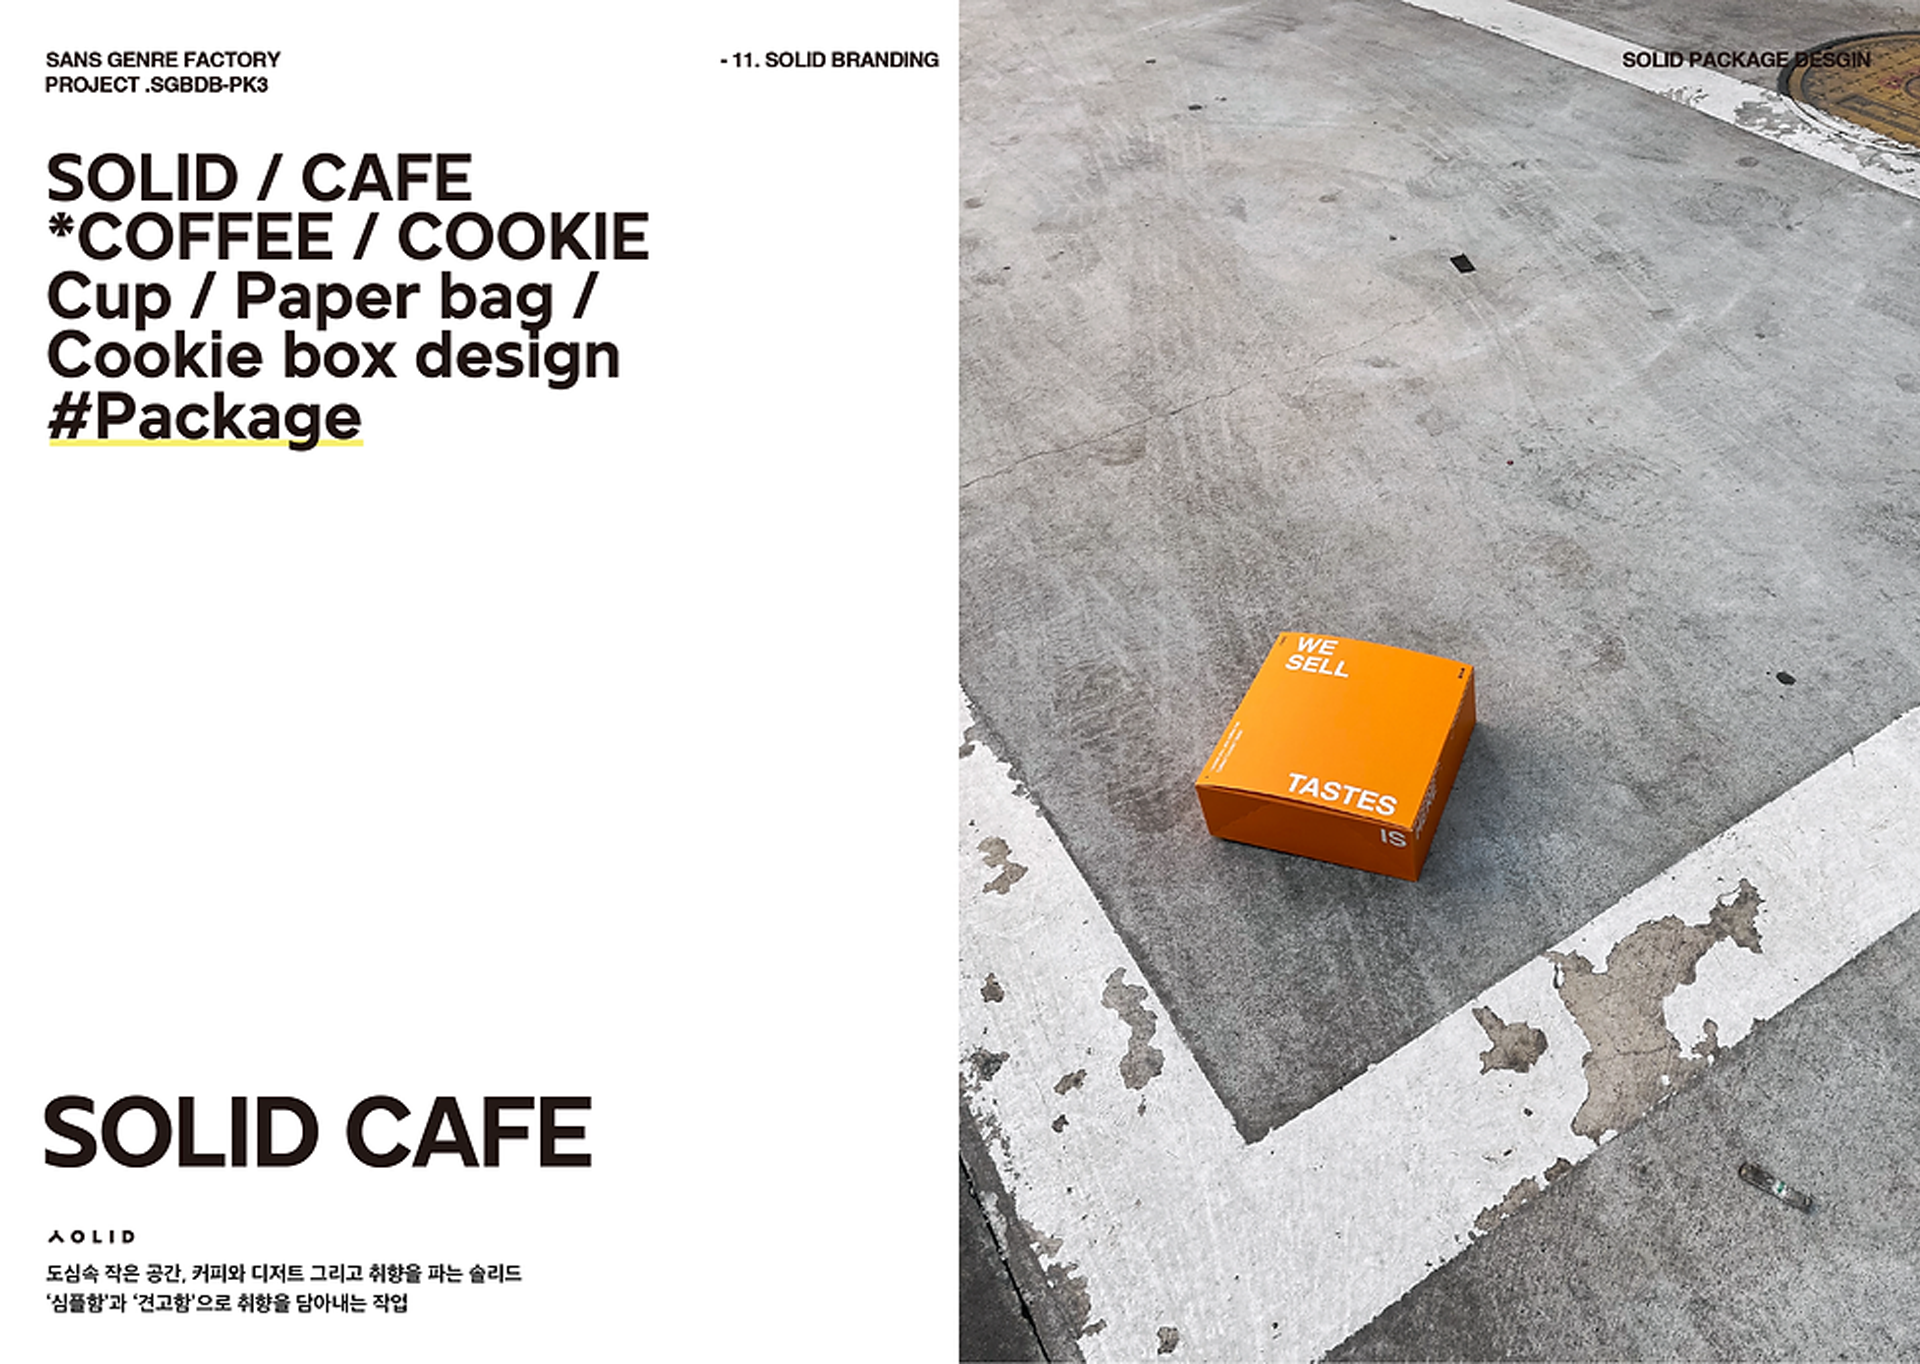 SANS GENRE FACTORY
PROJECT .SGBDB-PK3
- 11. SOLID BRANDING
SOLID PACKAGE DESGIN
SOLID / CAFE
*COFFEE / COOKIE
Cup / Paper bag /
Cookie box design
#Package
WE
SELL
TASTES
IS
SOLID CAFE
ㅅOLID
도심속 작은 공간, 커피와 디저트 그리고 취향을 파는 솔리드
‘심플함’과 ‘견고함’으로 취향을 담아내는 작업